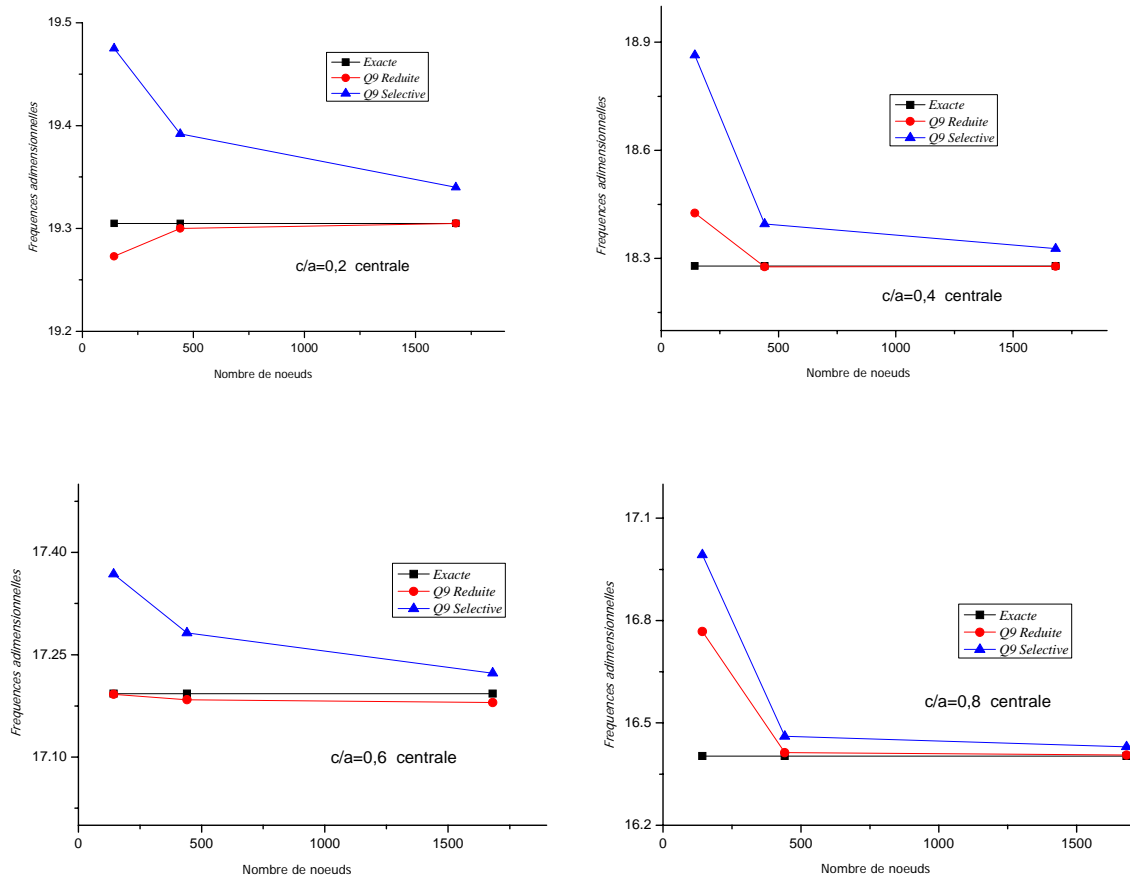 19.5
19.4
19.3
19.2
0
500
1000
1500
Frequences adimensionnelles
Nombre de noeuds
Exacte
Q9 Reduite
Q9 Selective
c/a=0,2 centrale
18.9
18.6
18.3
0
500
1000
1500
Frequences adimensionnelles
Nombre de noeuds
Exacte
Q9 Reduite
Q9 Selective
c/a=0,4 centrale
17.40
17.25
17.10
0
500
1000
1500
Frequences adimensionnelles
Nombre de noeuds
Exacte
Q9 Reduite
Q9 Selective
c/a=0,6 centrale
17.1
16.8
16.5
16.2
0
500
1000
1500
Frequences adimensionnelles
Nombre de noeuds
Exacte
Q9 Reduite
Q9 Selective
c/a=0,8 centrale